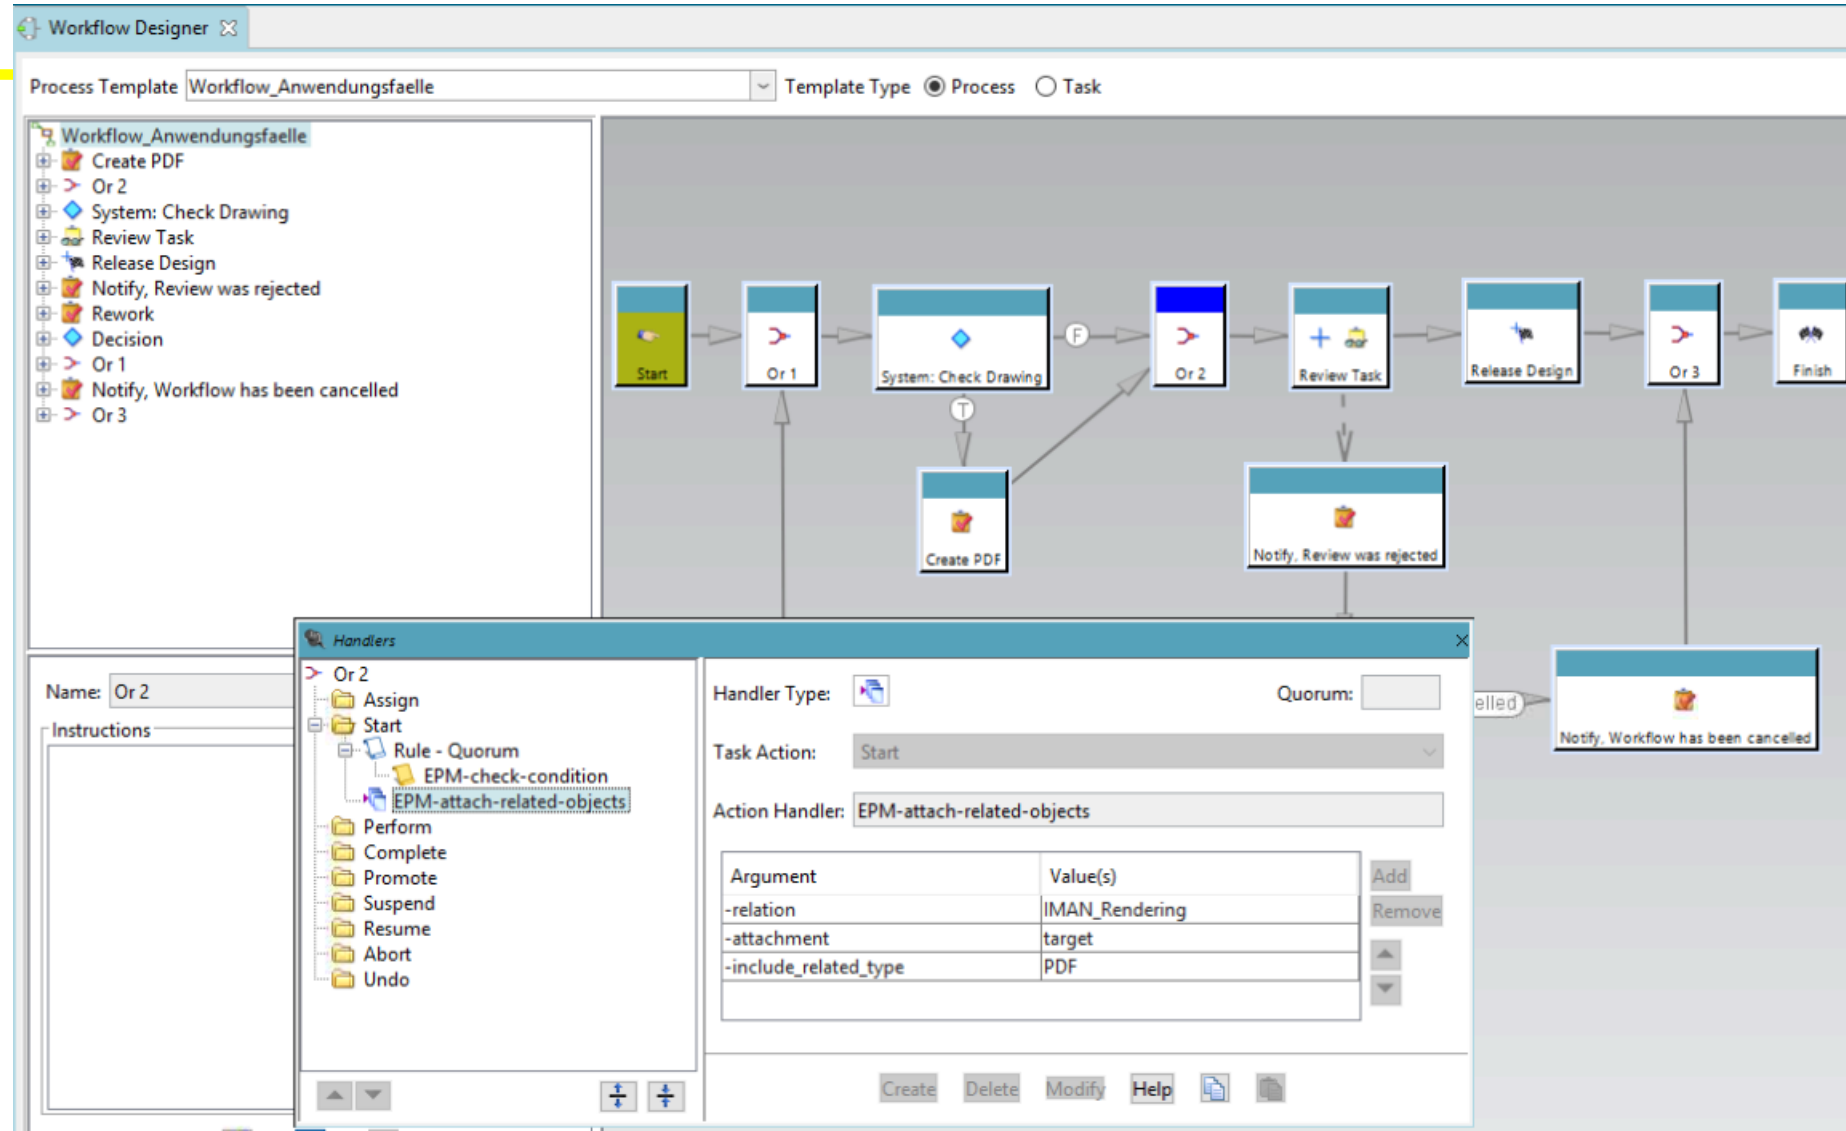 Workflow Designer
Process Template Workflow_Anwendungsfaelle Template Type Process Task
Workflow_Anwendungsfaelle
Create PDF
Or 2
System: Check Drawing
Review Task
Release Design
Notify, Review was rejected
Rework
Decision
Or 1
Notify, Workflow has been cancelled
Or 3
Start
Or 1
System: Check Drawing
F
Or 2
Review Task
Release Design
Or 3
Finish
T
Create PDF
Notify, Review was rejected
elled
Notify, Workflow has been cancelled
Name: Or 2
Instructions
Handlers
Or 2
Assign
Start
Rule - Quorum
EPM-check-condition
EPM-attach-related-objects
Perform
Complete
Promote
Suspend
Resume
Abort
Undo
Handler Type: Quorum:
Task Action: Start
Action Handler: EPM-attach-related-objects
Argument Value(s)
-relation IMAN_Rendering
-attachment target
-include_related_type PDF
Add
Remove
Create Delete Modify Help